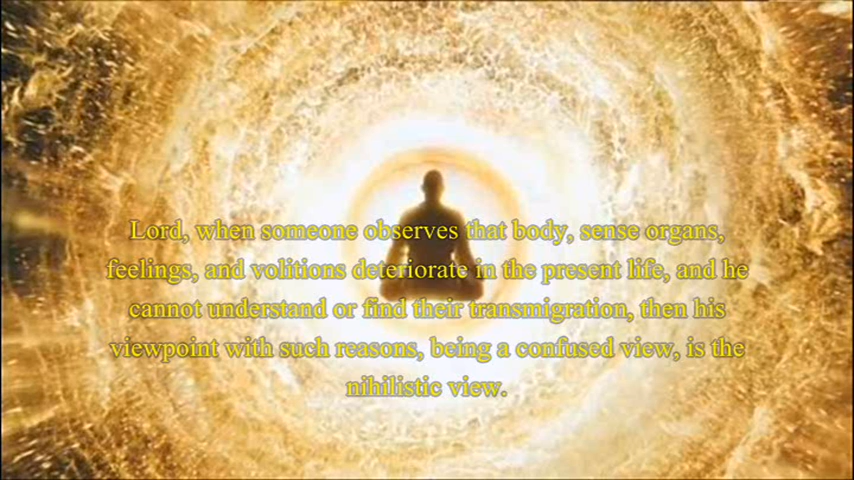 Lord, when someone observes that body, sense organs,
feelings, and volitions deteriorate in the present life, and he
cannot understand or find their transmigration, then his
viewpoint with such reasons, being a confused view, is the
nihilistic view.